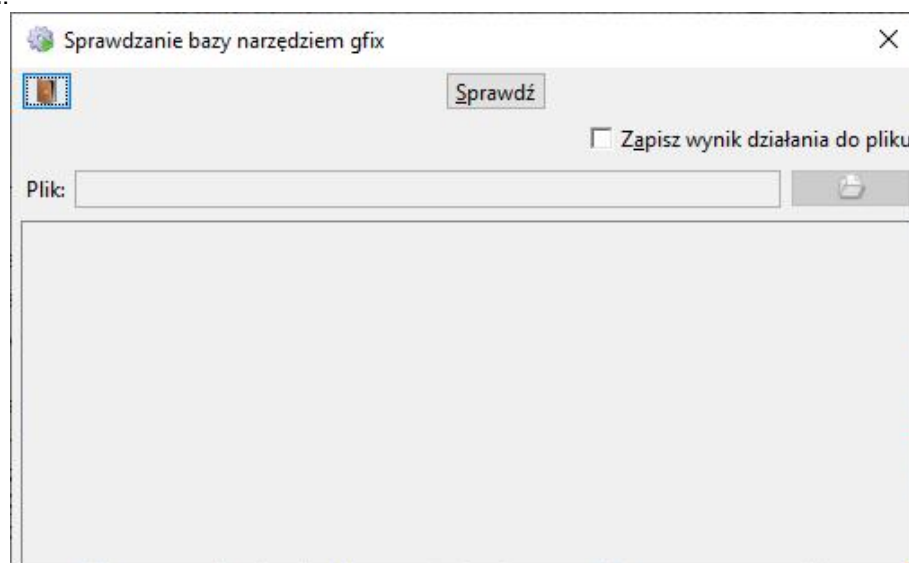 Sprawdzanie bazy narzędziem gfix
Sprawdź
Zapisz wynik działania do pliku
Plik: